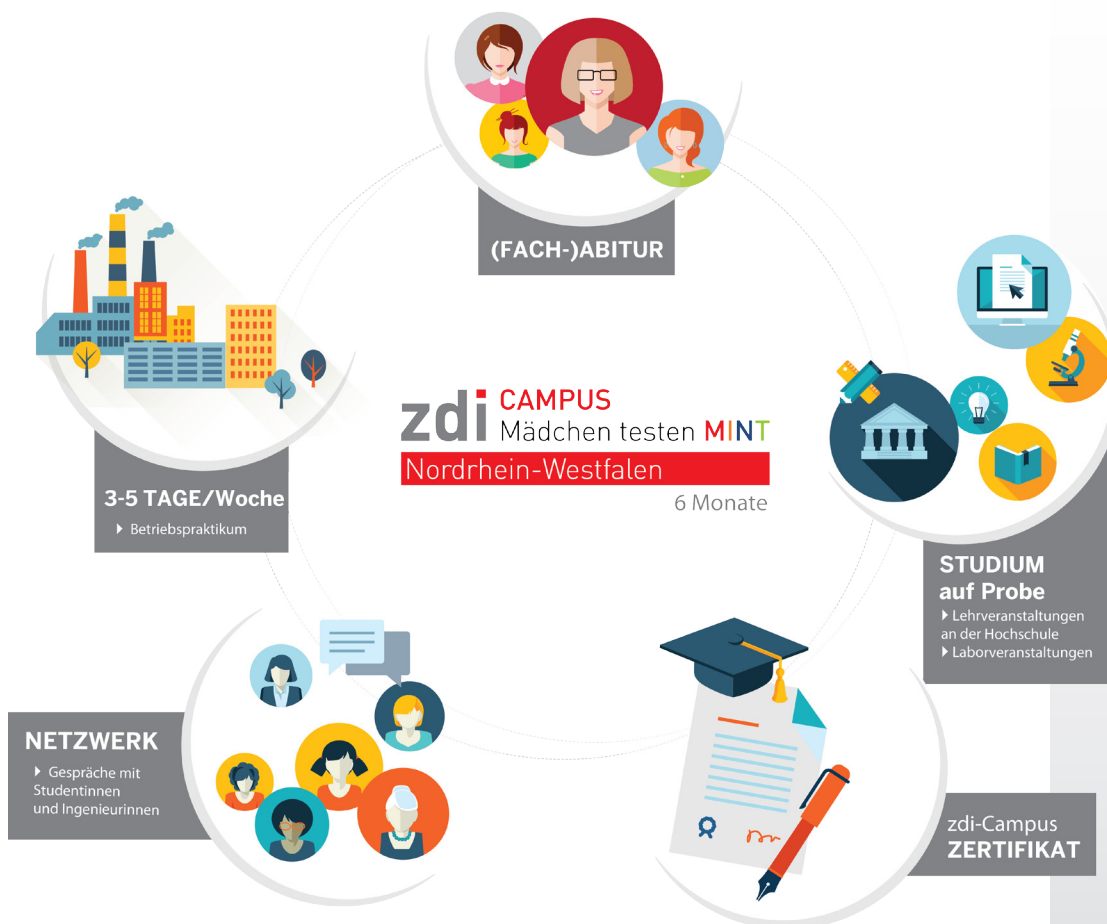 (FACH-)ABITUR
zdi CAMPUS
Mädchen testen MINT
Nordrhein-Westfalen
6 Monate
3-5 TAGE/Woche
▶ Betriebspraktikum
STUDIUM
auf Probe
▶ Lehrveranstaltungen
an der Hochschule
▶ Laborveranstaltungen
NETZWERK
▶ Gespräche mit
Studentinnen
und Ingenieurinnen
zdi-Campus
ZERTIFIKAT